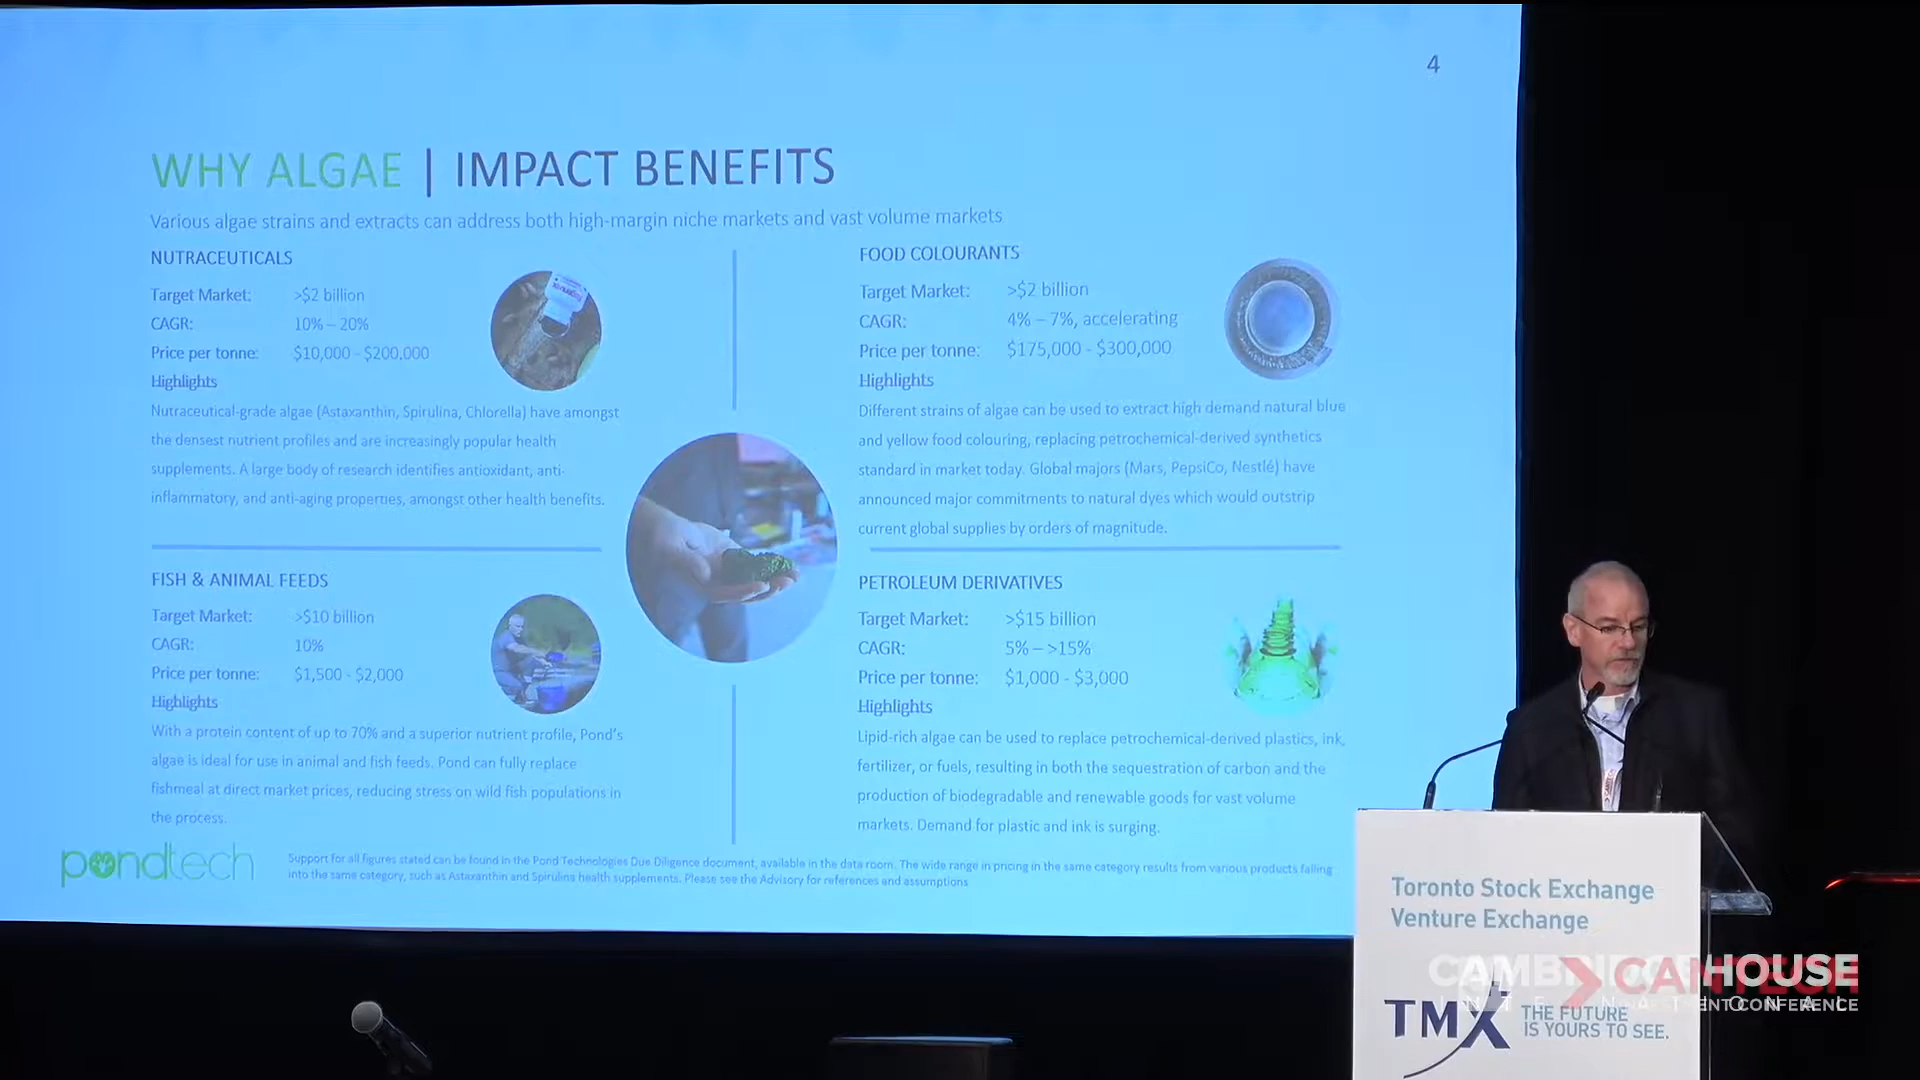 4
WHY ALGAE | IMPACT BENEFITS
Various algae strains and extracts can address both high-margin niche markets and vast volume markets
NUTRACEUTICALS
Target Market: >$2 billion
CAGR: 10% – 20%
Price per tonne: $10,000 - $200,000
Highlights
Nutraceutical-grade algae (Astaxanthin, Spirulina, Chlorella) have amongst
the densest nutrient profiles and are increasingly popular health
supplements. A large body of research identifies antioxidant, anti-
inflammatory, and anti-aging properties, amongst other health benefits.
FOOD COLOURANTS
Target Market: >$2 billion
CAGR: 4% – 7%, accelerating
Price per tonne: $175,000 - $300,000
Highlights
Different strains of algae can be used to extract high demand natural blue
and yellow food colouring, replacing petrochemical-derived synthetics
standard in market today. Global majors (Mars, PepsiCo, Nestlé) have
announced major commitments to natural dyes which would outstrip
current global supplies by orders of magnitude.
FISH & ANIMAL FEEDS
Target Market: >$10 billion
CAGR: 10%
Price per tonne: $1,500 - $2,000
Highlights
With a protein content of up to 70% and a superior nutrient profile, Pond's
algae is ideal for use in animal and fish feeds. Pond can fully replace
fishmeal at direct market prices, reducing stress on wild fish populations in
the process.
PETROLEUM DERIVATIVES
Target Market: >$15 billion
CAGR: 5% – >15%
Price per tonne: $1,000 - $3,000
Highlights
Lipid-rich algae can be used to replace petrochemical-derived plastics, ink,
fertilizer, or fuels, resulting in both the sequestration of carbon and the
production of biodegradable and renewable goods for vast volume
markets. Demand for plastic and ink is surging.
pondtech
Support for all figures stated can be found in the Pond Technologies Due Diligence document, available in the data room. The wide range in pricing in the same category results from various products falling
into the same category, such as Astaxanthin and Spirulina health supplements. Please see the Advisory for references and assumptions
Toronto Stock Exchange
Venture Exchange
TMX THE FUTURE
IS YOURS TO SEE.
CAMBRIDGE HOUSE
INTERNATIONAL
CANTECH
INVESTMENT CONFERENCE